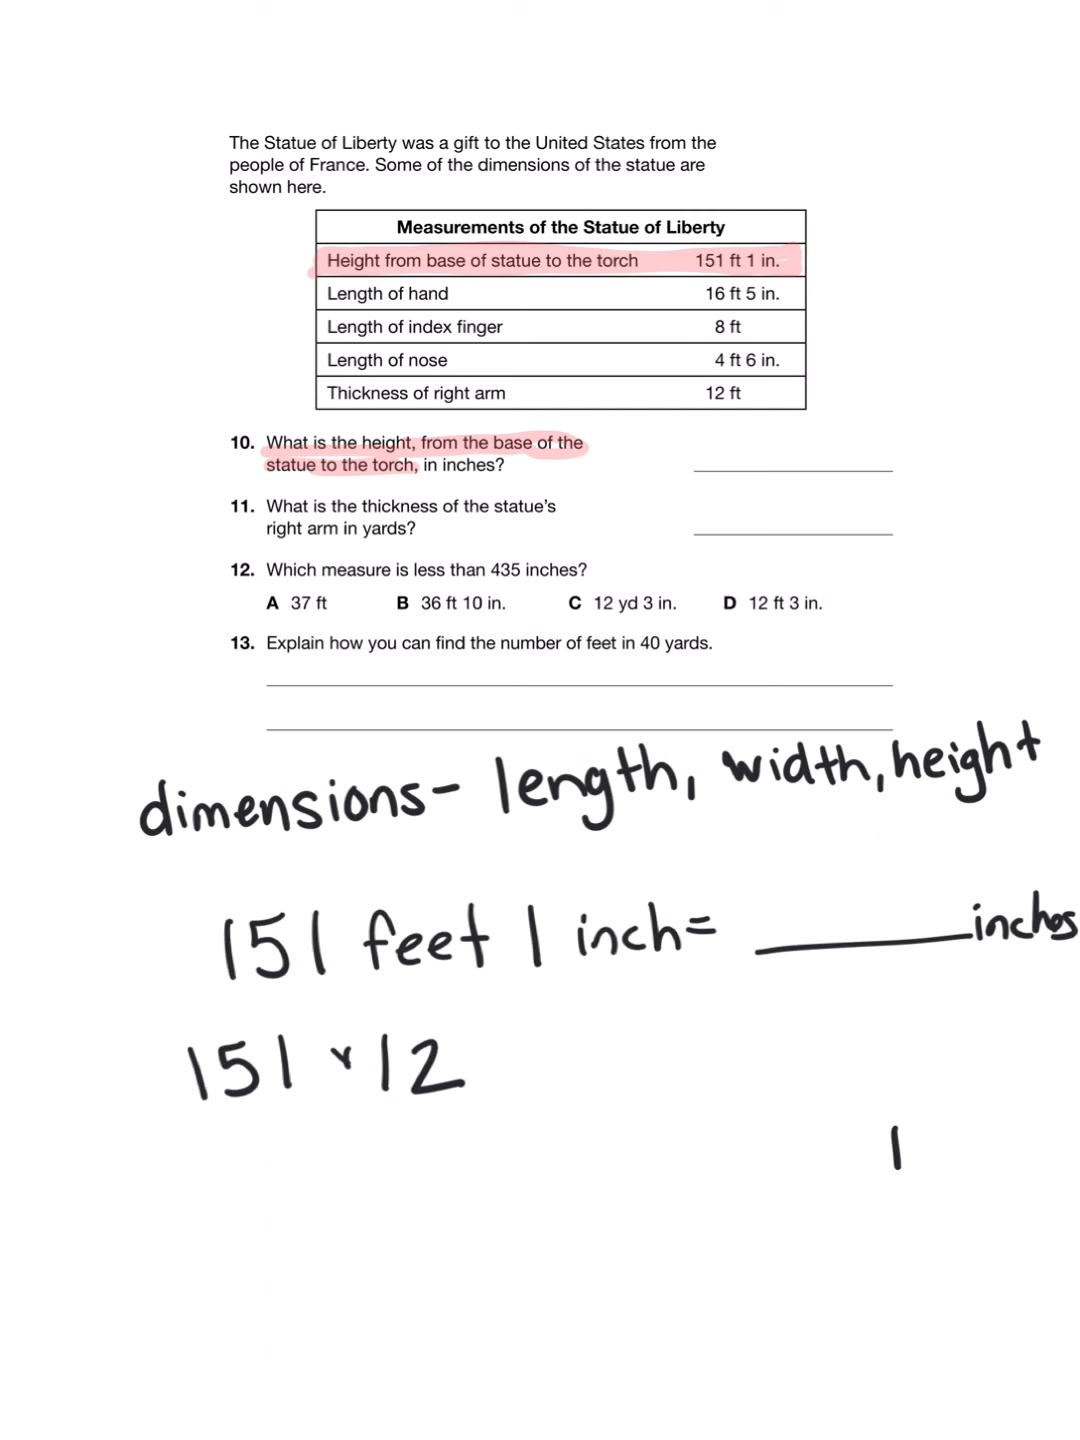 The Statue of Liberty was a gift to the United States from the
people of France. Some of the dimensions of the statue are
shown here.
Measurements of the Statue of Liberty
Height from base of statue to the torch 151 ft 1 in.
Length of hand 16 ft 5 in.
Length of index finger 8 ft
Length of nose 4 ft 6 in.
Thickness of right arm 12 ft
10. What is the height, from the base of the
statue to the torch, in inches?
11. What is the thickness of the statue's
right arm in yards?
12. Which measure is less than 435 inches?
A 37 ft B 36 ft 10 in. C 12 yd 3 in. D 12 ft 3 in.
13. Explain how you can find the number of feet in 40 yards.
dimensions- length, width, height
151 feet 1 inch= ______ inches
151 × 12
1